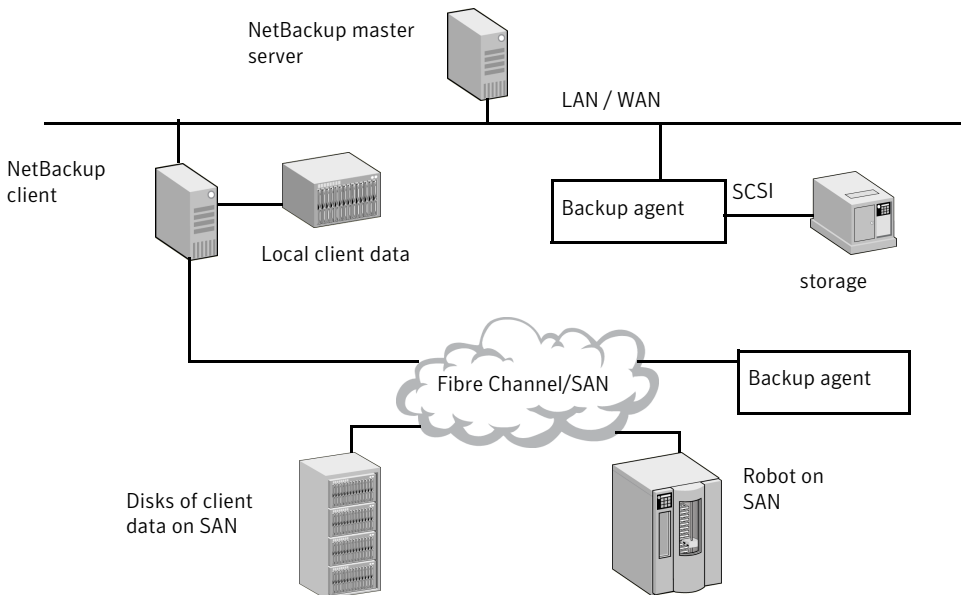 NetBackup master
server
LAN / WAN
NetBackup
client
Local client data
Backup agent
SCSI
storage
Fibre Channel/SAN
Backup agent
Disks of client
data on SAN
Robot on
SAN